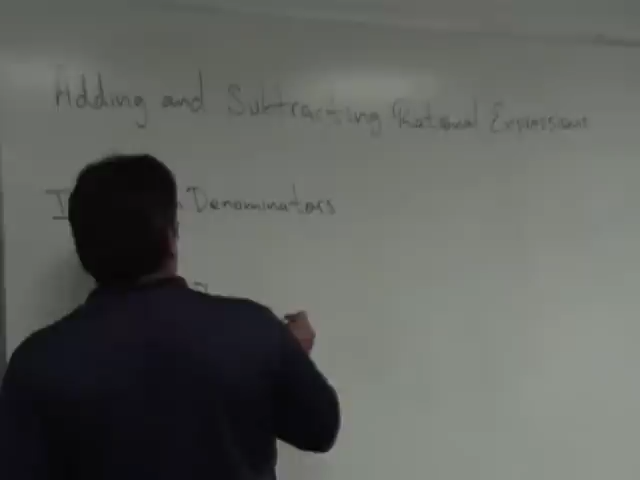 Adding and Subtracting Rational Expressions
Denominators